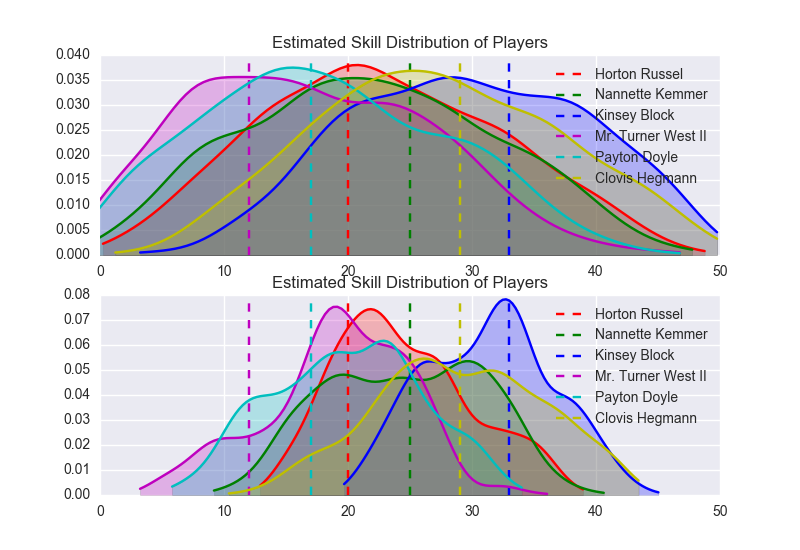 Estimated Skill Distribution of Players
0.040
0.035
0.030
0.025
0.020
0.015
0.010
0.005
0.000
Horton Russel
Nannette Kemmer
Kinsey Block
Mr. Turner West II
Payton Doyle
Clovis Hegmann
0 10 20 30 40 50
Estimated Skill Distribution of Players
0.08
0.07
0.06
0.05
0.04
0.03
0.02
0.01
0.00
Horton Russel
Nannette Kemmer
Kinsey Block
Mr. Turner West II
Payton Doyle
Clovis Hegmann
0 10 20 30 40 50